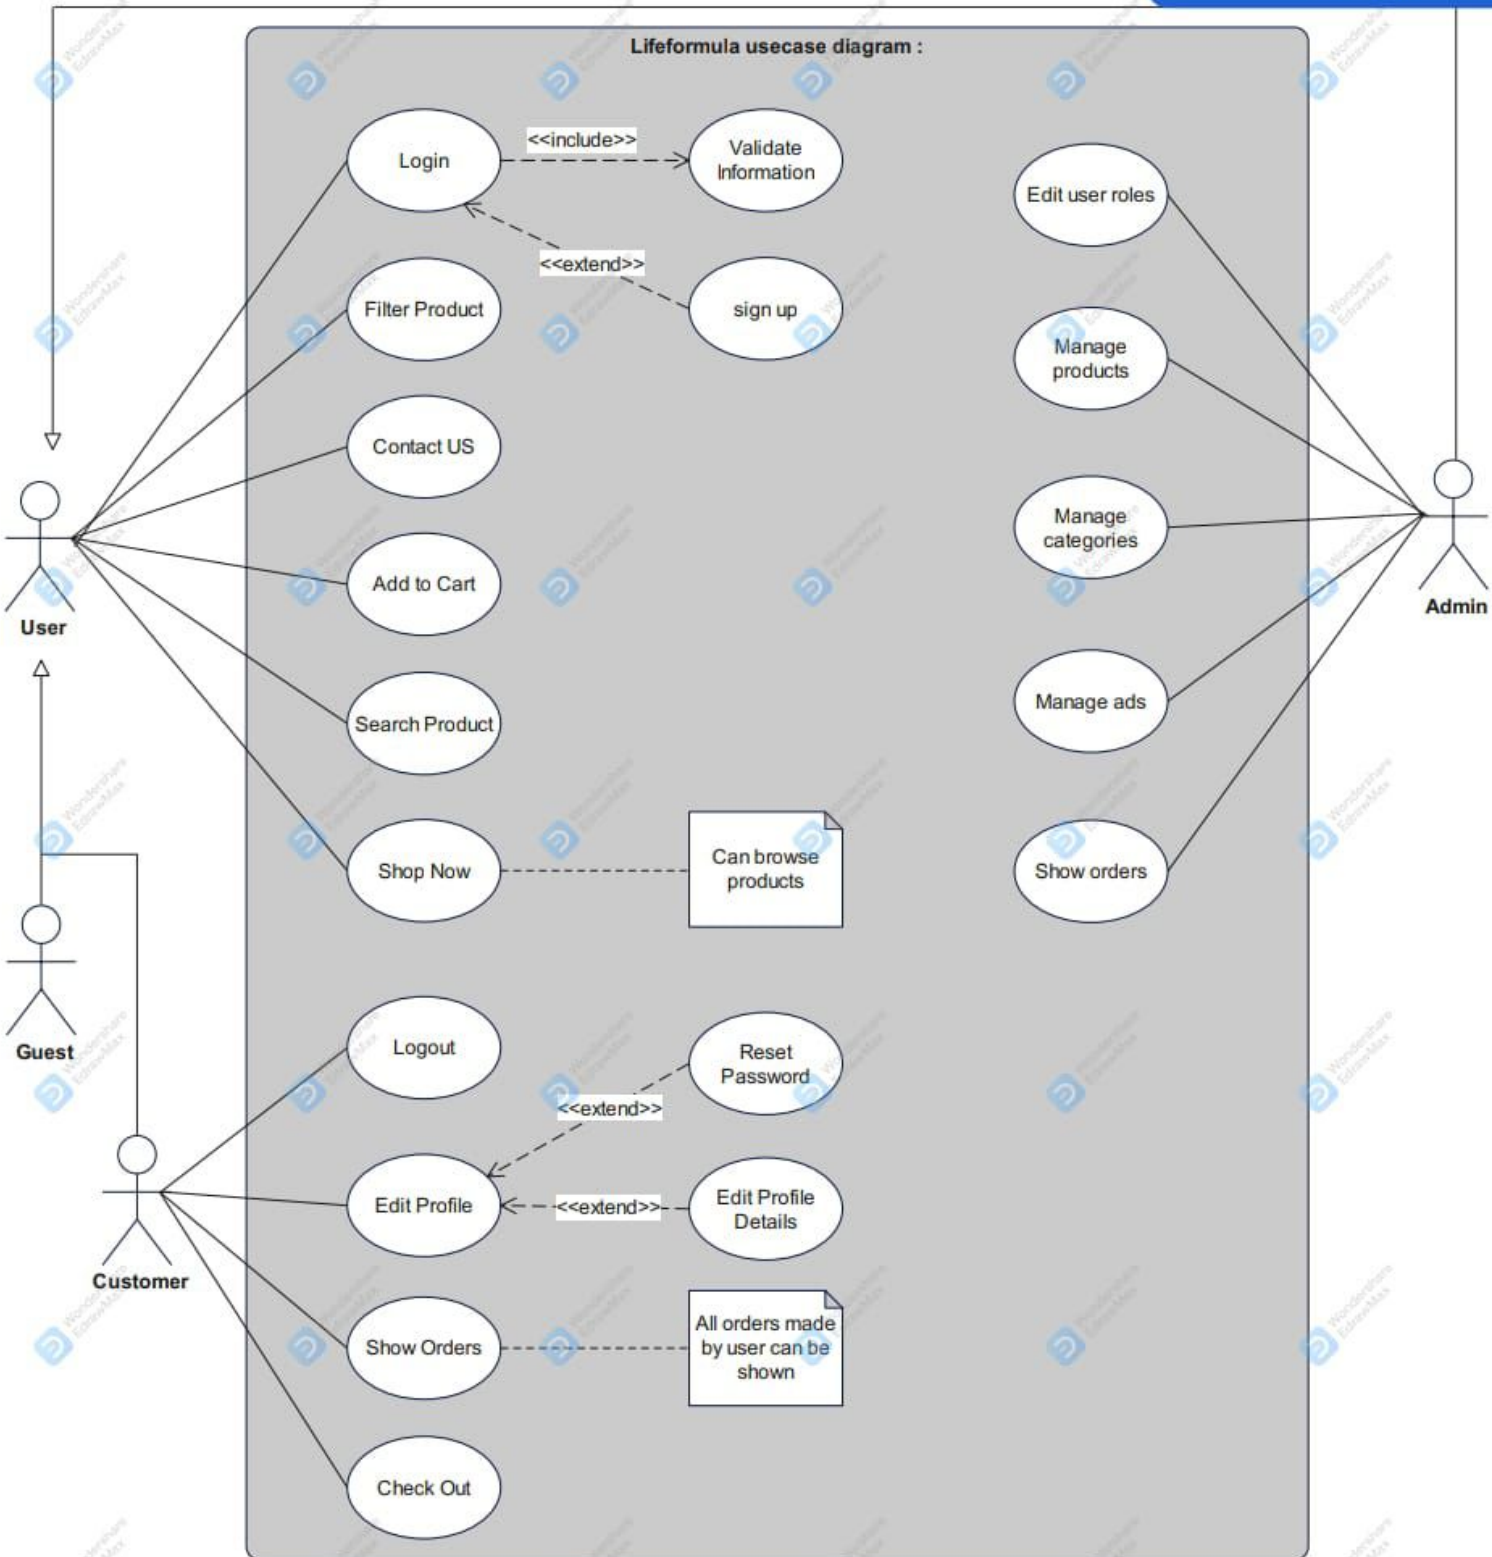 Lifeformula usecase diagram :
Login
<<include>>
Validate
Information
Edit user roles
<<extend>>
Filter Product
sign up
Manage
products
Contact US
Manage
categories
Add to Cart
User
Admin
Search Product
Manage ads
Shop Now
Can browse
products
Show orders
Guest
Logout
Reset
Password
<<extend>>
Edit Profile
<<extend>>
Edit Profile
Details
Customer
Show Orders
All orders made
by user can be
shown
Check Out
Wondershare
EdrawMax